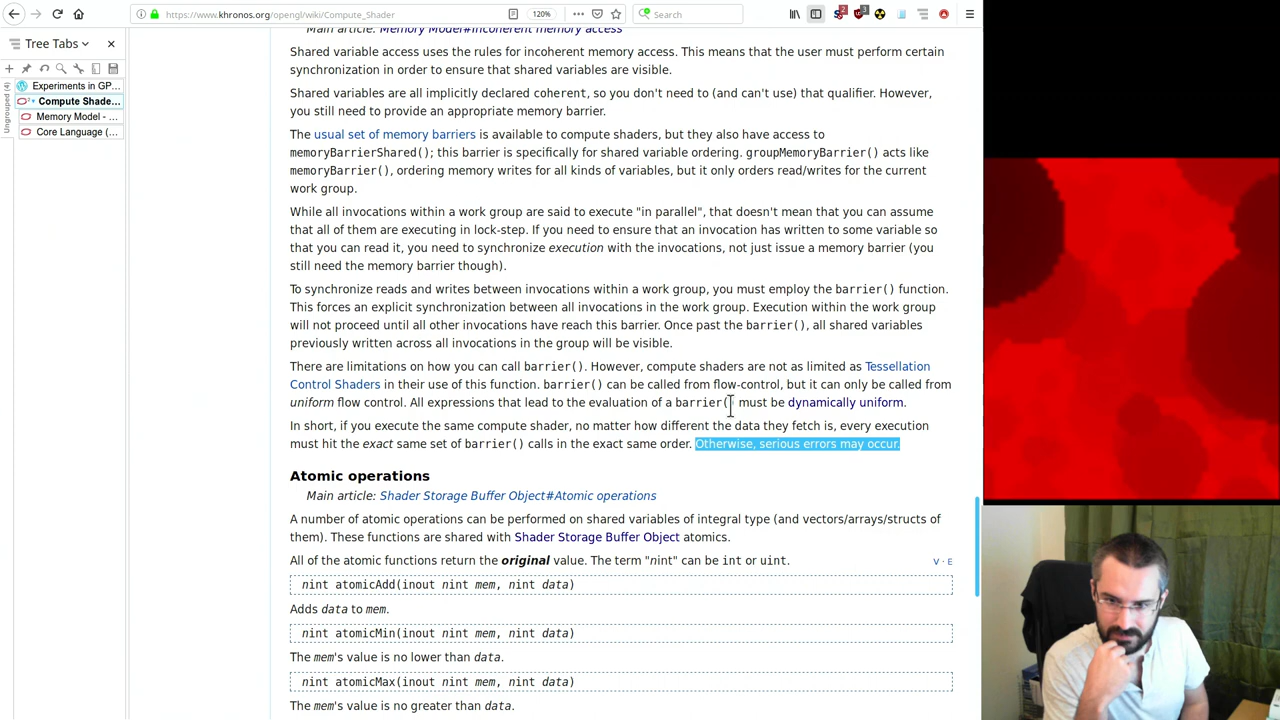 https://www.khronos.org/opengl/wiki/Compute_Shader
120%
Search
2
3
Tree Tabs
Ungrouped (4)
Experiments in GP...
Compute Shade...
Memory Model - ...
Core Language (...
Main article: Memory Model#Incoherent memory access
Shared variable access uses the rules for incoherent memory access. This means that the user must perform certain
synchronization in order to ensure that shared variables are visible.
Shared variables are all implicitly declared coherent, so you don't need to (and can't use) that qualifier. However,
you still need to provide an appropriate memory barrier.
The usual set of memory barriers is available to compute shaders, but they also have access to
memoryBarrierShared(); this barrier is specifically for shared variable ordering. groupMemoryBarrier() acts like
memoryBarrier(), ordering memory writes for all kinds of variables, but it only orders read/writes for the current
work group.
While all invocations within a work group are said to execute "in parallel", that doesn't mean that you can assume
that all of them are executing in lock-step. If you need to ensure that an invocation has written to some variable so
that you can read it, you need to synchronize execution with the invocations, not just issue a memory barrier (you
still need the memory barrier though).
To synchronize reads and writes between invocations within a work group, you must employ the barrier() function.
This forces an explicit synchronization between all invocations in the work group. Execution within the work group
will not proceed until all other invocations have reach this barrier. Once past the barrier(), all shared variables
previously written across all invocations in the group will be visible.
There are limitations on how you can call barrier(). However, compute shaders are not as limited as Tessellation
Control Shaders in their use of this function. barrier() can be called from flow-control, but it can only be called from
uniform flow control. All expressions that lead to the evaluation of a barrier() must be dynamically uniform.
In short, if you execute the same compute shader, no matter how different the data they fetch is, every execution
must hit the exact same set of barrier() calls in the exact same order. Otherwise, serious errors may occur.
Atomic operations
Main article: Shader Storage Buffer Object#Atomic operations
A number of atomic operations can be performed on shared variables of integral type (and vectors/arrays/structs of
them). These functions are shared with Shader Storage Buffer Object atomics.
All of the atomic functions return the original value. The term "nint" can be int or uint.
V · E
nint atomicAdd(inout nint mem, nint data)
Adds data to mem.
nint atomicMin(inout nint mem, nint data)
The mem's value is no lower than data.
nint atomicMax(inout nint mem, nint data)
The mem's value is no greater than data.